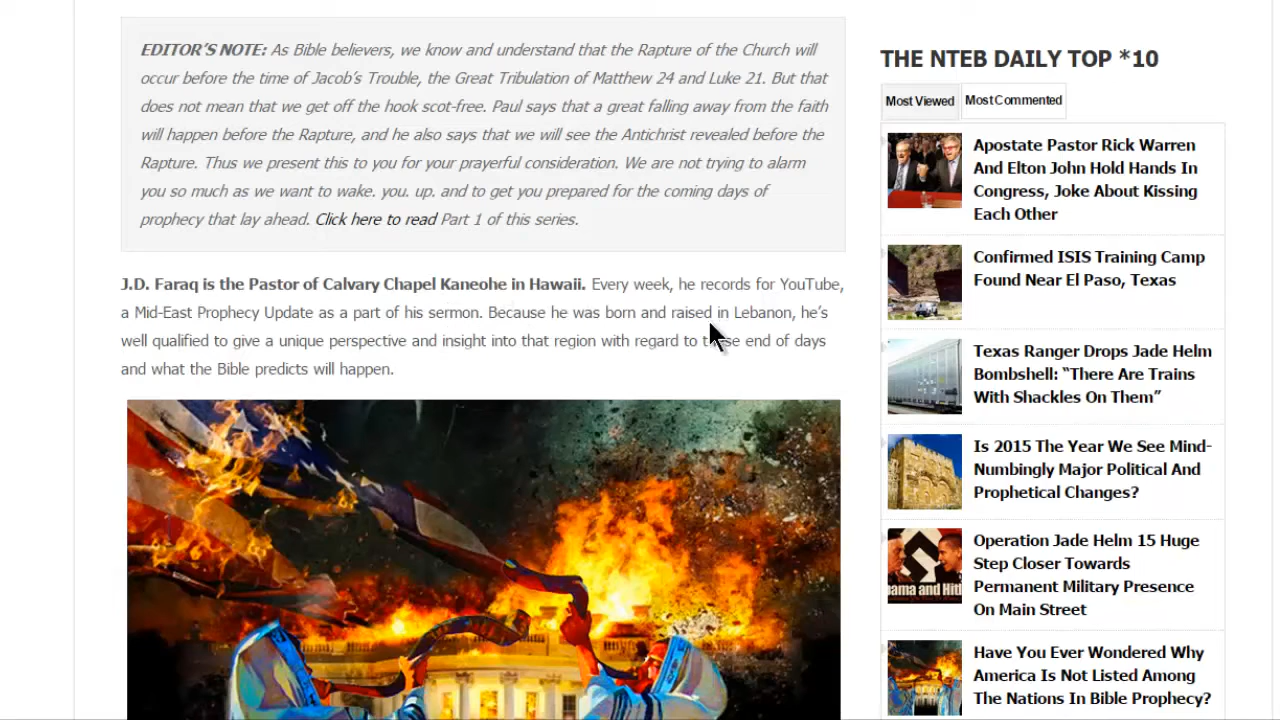 EDITOR'S NOTE: As Bible believers, we know and understand that the Rapture of the Church will
occur before the time of Jacob's Trouble, the Great Tribulation of Matthew 24 and Luke 21. But that
does not mean that we get off the hook scot-free. Paul says that a great falling away from the faith
will happen before the Rapture, and he also says that we will see the Antichrist revealed before the
Rapture. Thus we present this to you for your prayerful consideration. We are not trying to alarm
you so much as we want to wake. you. up. and to get you prepared for the coming days of
prophecy that lay ahead. Click here to read Part 1 of this series.
J.D. Faraq is the Pastor of Calvary Chapel Kaneohe in Hawaii. Every week, he records for YouTube,
a Mid-East Prophecy Update as a part of his sermon. Because he was born and raised in Lebanon, he's
well qualified to give a unique perspective and insight into that region with regard to end of days
and what the Bible predicts will happen.
THE NTEB DAILY TOP *10
Most Viewed
Most Commented
Apostate Pastor Rick Warren
And Elton John Hold Hands In
Congress, Joke About Kissing
Each Other
Confirmed ISIS Training Camp
Found Near El Paso, Texas
Texas Ranger Drops Jade Helm
Bombshell: "There Are Trains
With Shackles On Them"
Is 2015 The Year We See Mind-
Numbingly Major Political And
Prophetical Changes?
Operation Jade Helm 15 Huge
Step Closer Towards
Permanent Military Presence
On Main Street
bama and Hitl
Have You Ever Wondered Why
America Is Not Listed Among
The Nations In Bible Prophecy?